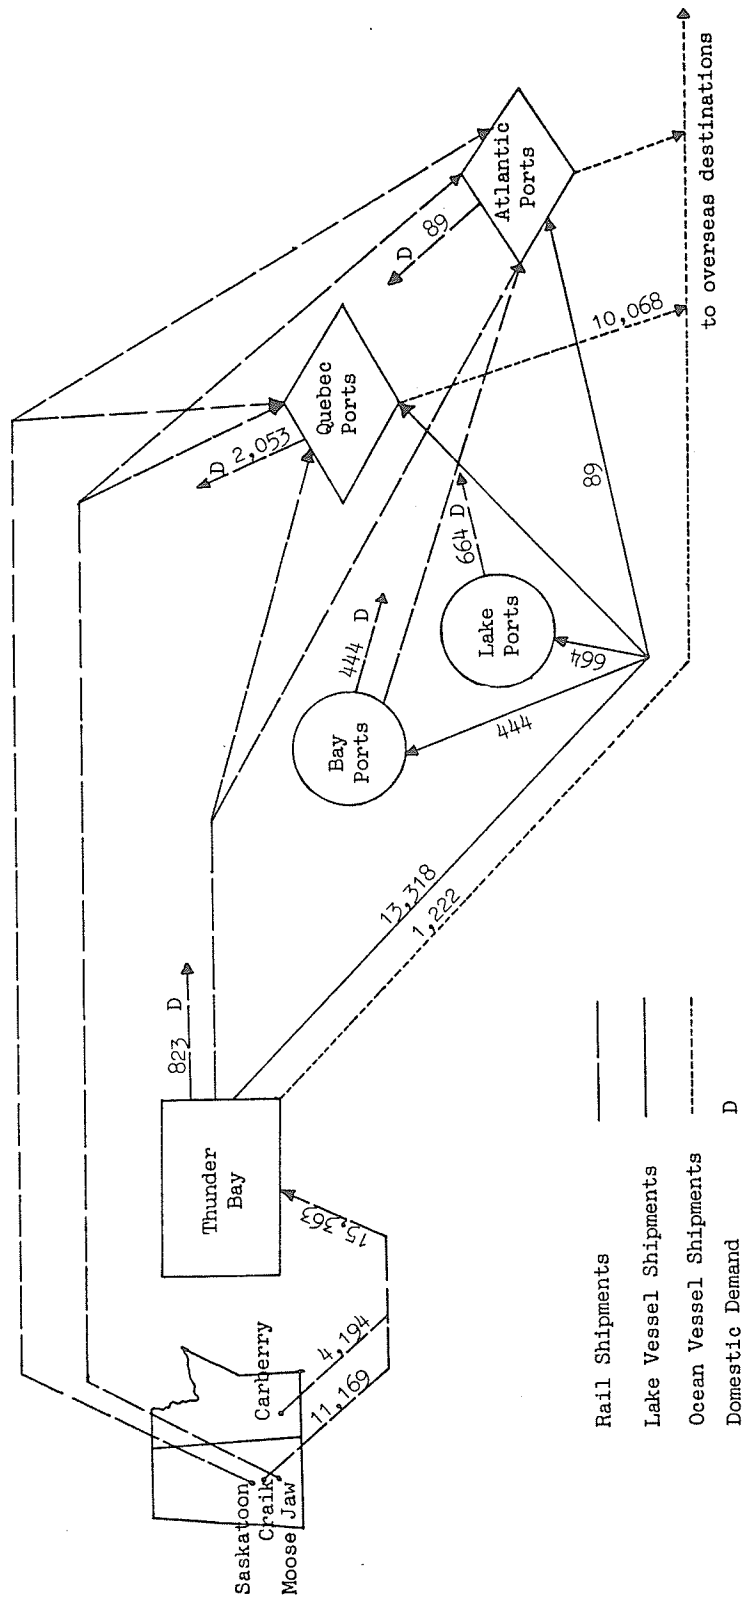 Saskatoon
Craik
Moose Jaw
Carberry
11,169
4,194
15,363
Thunder
Bay
823 D
13,318
1,222
Bay
Ports
444 D
444
Lake
Ports
664 D
664
89
Quebec
Ports
D 2,053
10,068
Atlantic
Ports
D 89
to overseas destinations
Rail Shipments
Lake Vessel Shipments
Ocean Vessel Shipments
Domestic Demand D